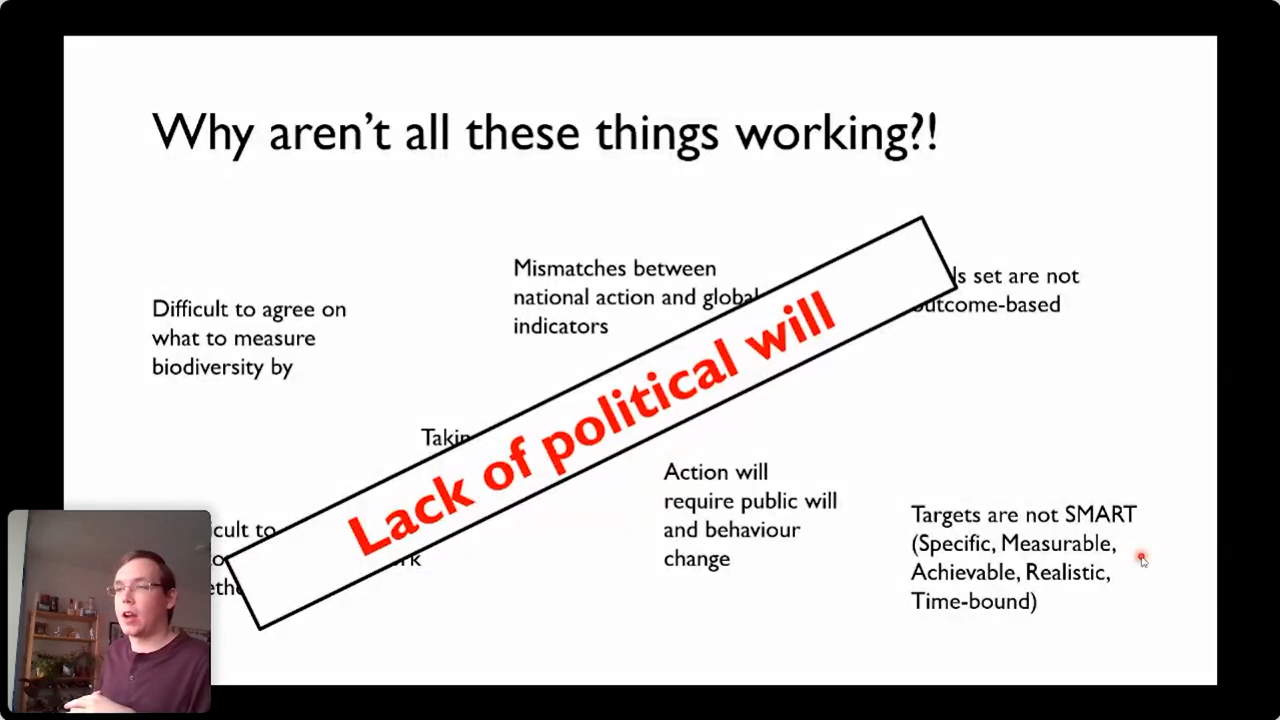 Why aren't all these things working?!
Difficult to agree on
what to measure
biodiversity by
Mismatches between
national action and global
indicators
set are not
outcome-based
Lack of political will
Action will
require public will
and behaviour
change
Targets are not SMART
(Specific, Measurable,
Achievable, Realistic,
Time-bound)